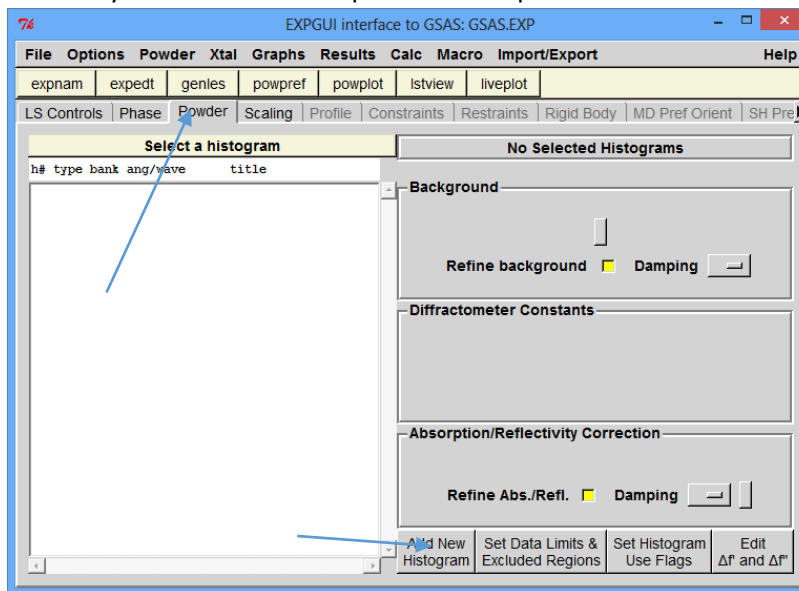 EXPGUI interface to GSAS: GSAS.EXP
File Options Powder Xtal Graphs Results Calc Macro Import/Export Help
expnam expedt genles powpref powplot lstview liveplot
LS Controls Phase Powder Scaling Profile Constraints Restraints Rigid Body MD Pref Orient SH Pre
Select a histogram
h# type bank ang/wave title
No Selected Histograms
Background
Refine background Damping
Diffractometer Constants
Absorption/Reflectivity Correction
Refine Abs./Refl. Damping
Add New Histogram
Set Data Limits & Excluded Regions
Set Histogram Use Flags
Edit Δf' and Δf"